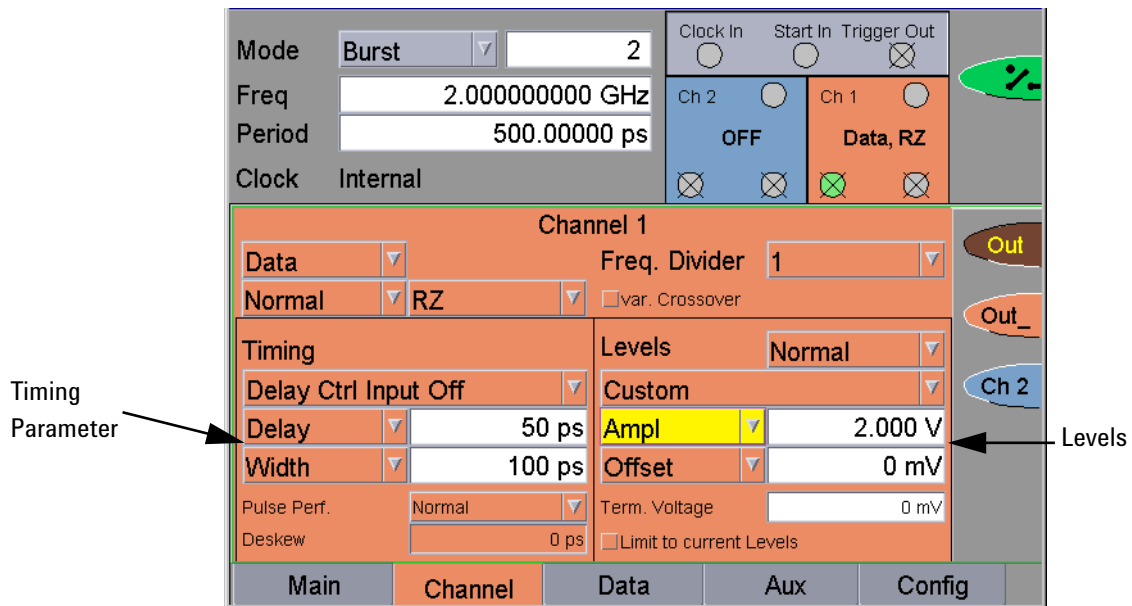 Mode Burst 2
Freq 2.000000000 GHz
Period 500.00000 ps
Clock Internal
Clock In Start In Trigger Out
Ch 2 OFF
Ch 1 Data, RZ
Channel 1
Data Freq. Divider 1
Normal RZ var. Crossover
Out
Out_
Ch 2
Timing
Delay Ctrl Input Off
Delay 50 ps
Width 100 ps
Pulse Perf. Normal
Deskew 0 ps
Levels Normal
Custom
Ampl 2.000 V
Offset 0 mV
Term. Voltage 0 mV
Limit to current Levels
Main Channel Data Aux Config
Timing
Parameter
Levels